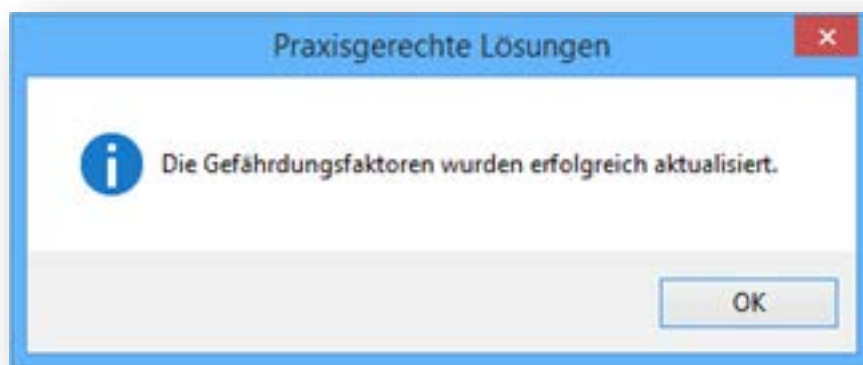 Praxisgerechte Lösungen
Die Gefährdungsfaktoren wurden erfolgreich aktualisiert.
OK